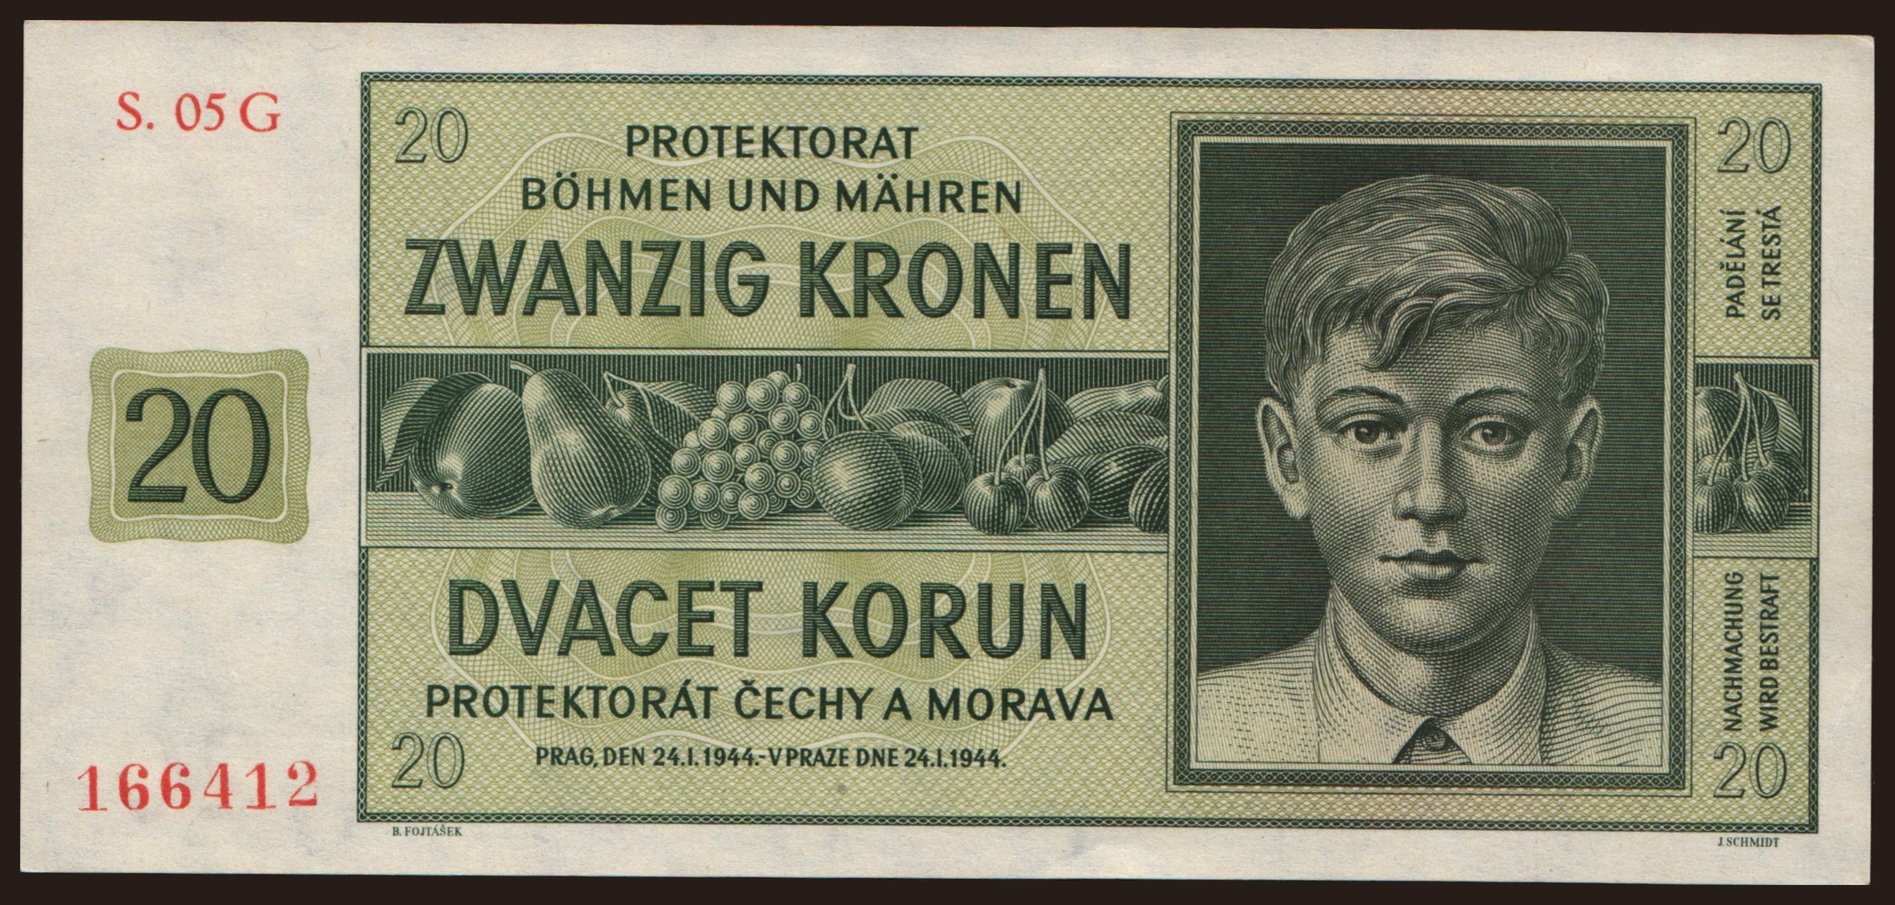 S. 05 G
20
PROTEKTORAT
BÖHMEN UND MÄHREN
ZWANZIG KRONEN
20
DVACET KORUN
PROTEKTORÁT ČECHY A MORAVA
20
PRAG, DEN 24.I.1944.-V PRAZE DNE 24.I.1944.
166412
B. FOJTÁŠEK
20
PADĚLÁNÍ
SE TRESTÁ
NACHMACHUNG
WIRD BESTRAFT
20
J. SCHMIDT